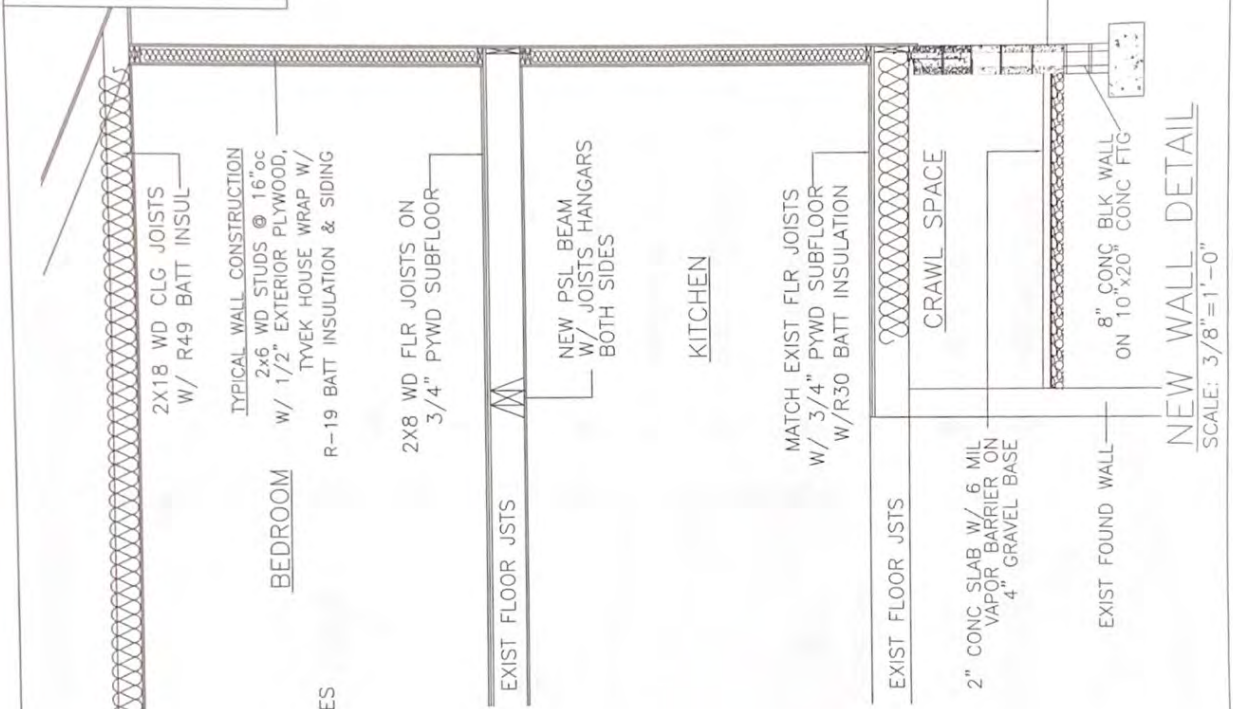 2X18 WD CLG JOISTS
W/ R49 BATT INSUL
TYPICAL WALL CONSTRUCTION
2x6 WD STUDS @ 16"oc
W/ 1/2" EXTERIOR PLYWOOD,
TYVEK HOUSE WRAP W/
R-19 BATT INSULATION & SIDING
BEDROOM
ES
2X8 WD FLR JOISTS ON
3/4" PYWD SUBFLOOR
EXIST FLOOR JSTS
NEW PSL BEAM
W/ JOISTS HANGARS
BOTH SIDES
KITCHEN
MATCH EXIST FLR JOISTS
W/ 3/4" PYWD SUBFLOOR
W/R30 BATT INSULATION
EXIST FLOOR JSTS
CRAWL SPACE
2" CONC SLAB W/ 6 MIL
VAPOR BARRIER ON
4" GRAVEL BASE
8" CONC BLK WALL
ON 10"x20" CONC FTG
EXIST FOUND WALL
NEW WALL DETAIL
SCALE: 3/8"=1'-0"